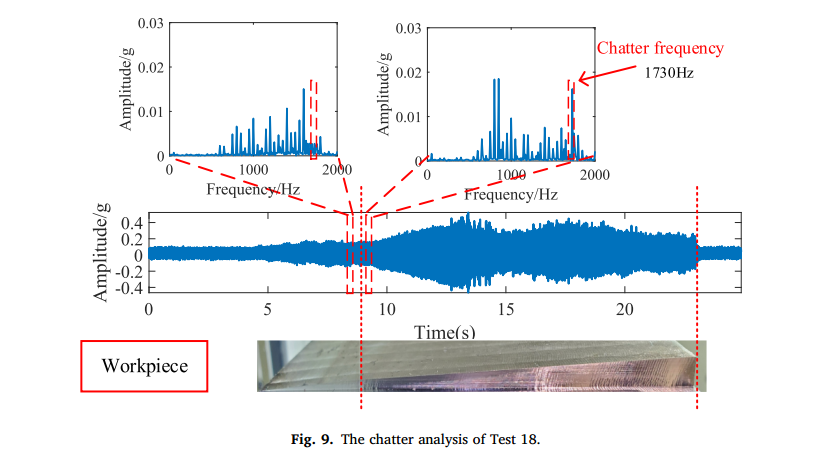 0.03
0.02
0.01
0
Amplitude/g
0
1000
2000
Frequency/Hz
0.03
0.02
0.01
0
Amplitude/g
0
1000
2000
Frequency/Hz
Chatter frequency
1730Hz
Amplitude/g
0.4
0.2
0
-0.2
-0.4
0
5
10
15
20
Time(s)
Workpiece
Fig. 9. The chatter analysis of Test 18.